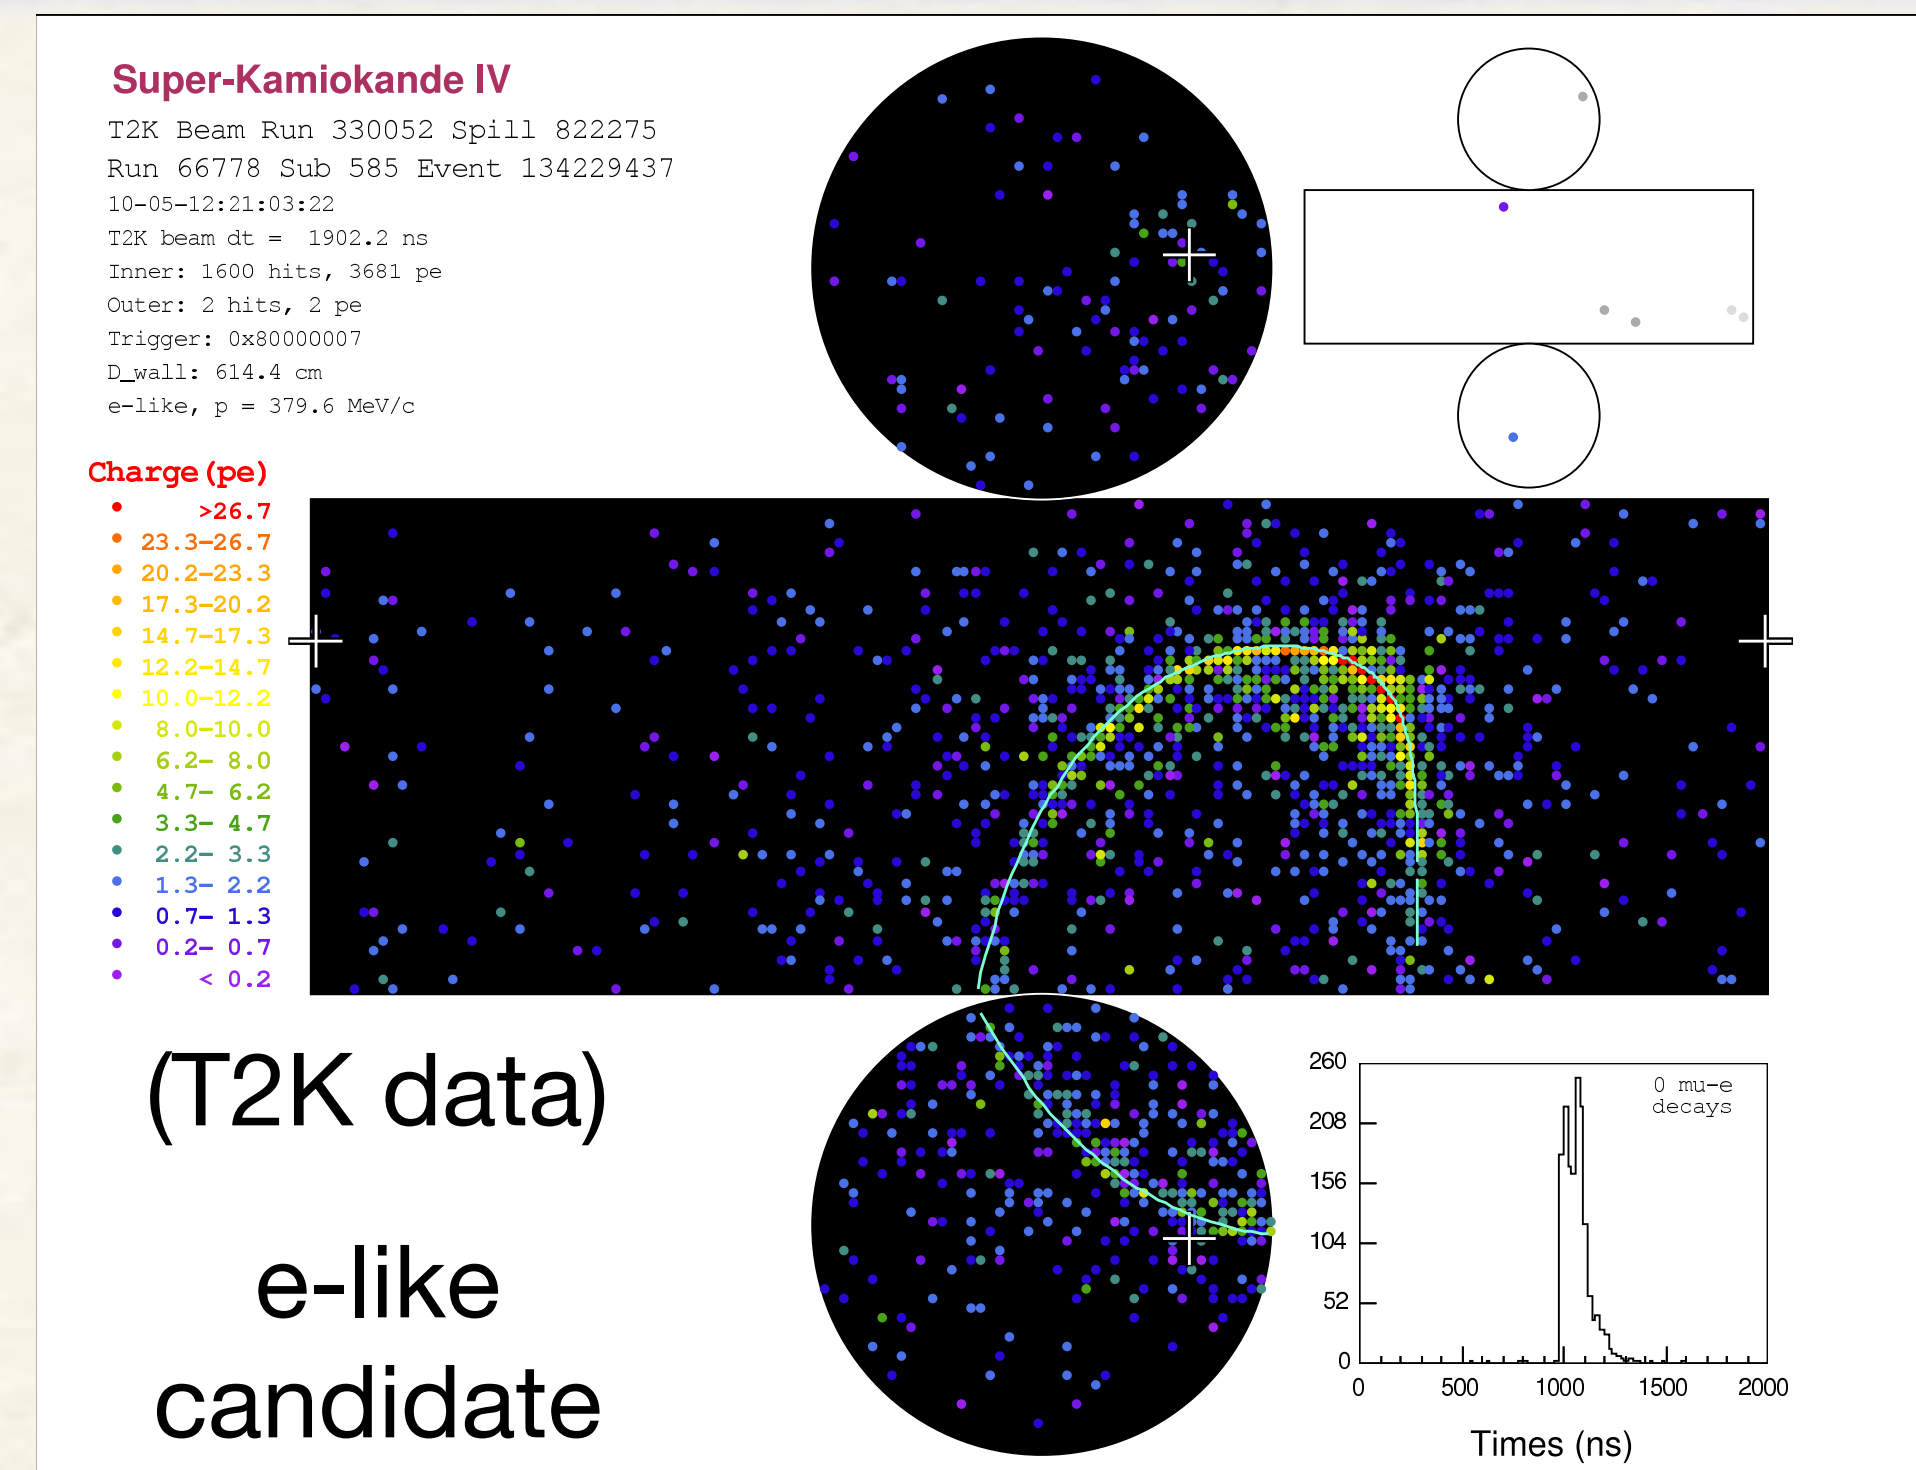 Super-Kamiokande IV
T2K Beam Run 330052 Spill 822275
Run 66778 Sub 585 Event 134229437
10-05-12:21:03:22
T2K beam dt = 1902.2 ns
Inner: 1600 hits, 3681 pe
Outer: 2 hits, 2 pe
Trigger: 0x80000007
D_wall: 614.4 cm
e-like, p = 379.6 MeV/c
Charge(pe)
>26.7
23.3-26.7
20.2-23.3
17.3-20.2
14.7-17.3
12.2-14.7
10.0-12.2
8.0-10.0
6.2- 8.0
4.7- 6.2
3.3- 4.7
2.2- 3.3
1.3- 2.2
0.7- 1.3
0.2- 0.7
< 0.2
(T2K data)
e-like
candidate
260
208
156
104
52
0
0 mu-e
decays
0 500 1000 1500 2000
Times (ns)